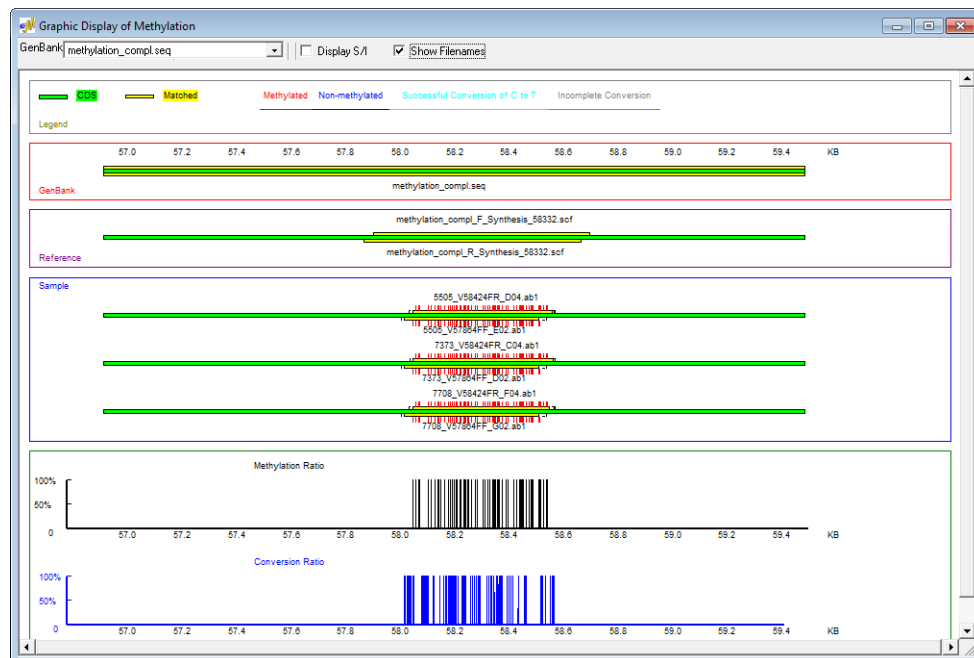 Graphic Display of Methylation
GenBank methylation_compl.seq Display S/I Show Filenames
CDS Matched Methylated Non-methylated Successful Conversion of C to T Incomplete Conversion
Legend
57.0 57.2 57.4 57.6 57.8 58.0 58.2 58.4 58.6 58.8 59.0 59.2 59.4 KB
methylation_compl.seq
GenBank
methylation_compl_F_Synthesis_58332.scf
methylation_compl_R_Synthesis_58332.scf
Reference
Sample
5505_V58424FR_D04.ab1
5505_V57864FF_E02.ab1
7373_V58424FR_C04.ab1
7373_V57864FF_D02.ab1
7708_V58424FR_F04.ab1
7708_V57864FF_G02.ab1
Methylation Ratio
100%
50%
0
57.0 57.2 57.4 57.6 57.8 58.0 58.2 58.4 58.6 58.8 59.0 59.2 59.4 KB
Conversion Ratio
100%
50%
0
57.0 57.2 57.4 57.6 57.8 58.0 58.2 58.4 58.6 58.8 59.0 59.2 59.4 KB